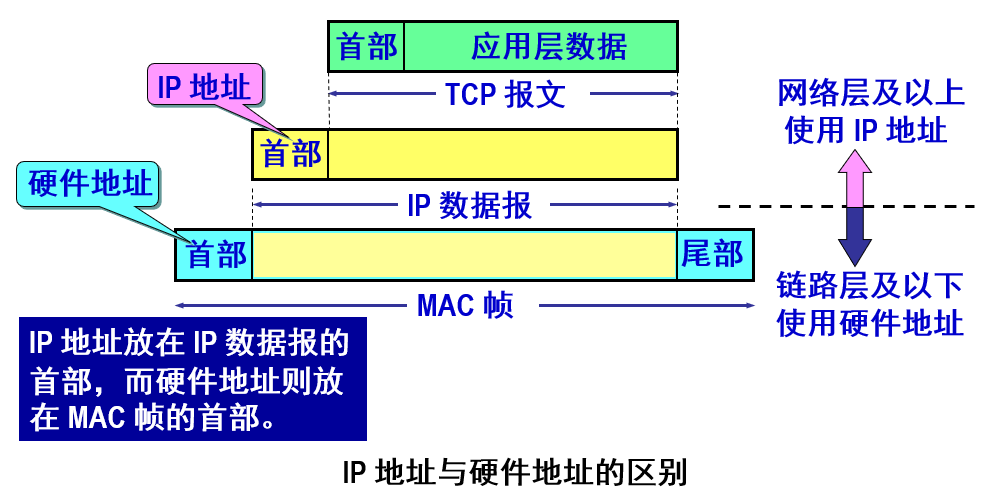 首部 应用层数据
TCP 报文
IP 地址
首部
硬件地址
IP 数据报
首部 尾部
MAC 帧
网络层及以上
使用 IP 地址
链路层及以下
使用硬件地址
IP 地址放在 IP 数据报的
首部，而硬件地址则放
在 MAC 帧的首部。
IP 地址与硬件地址的区别